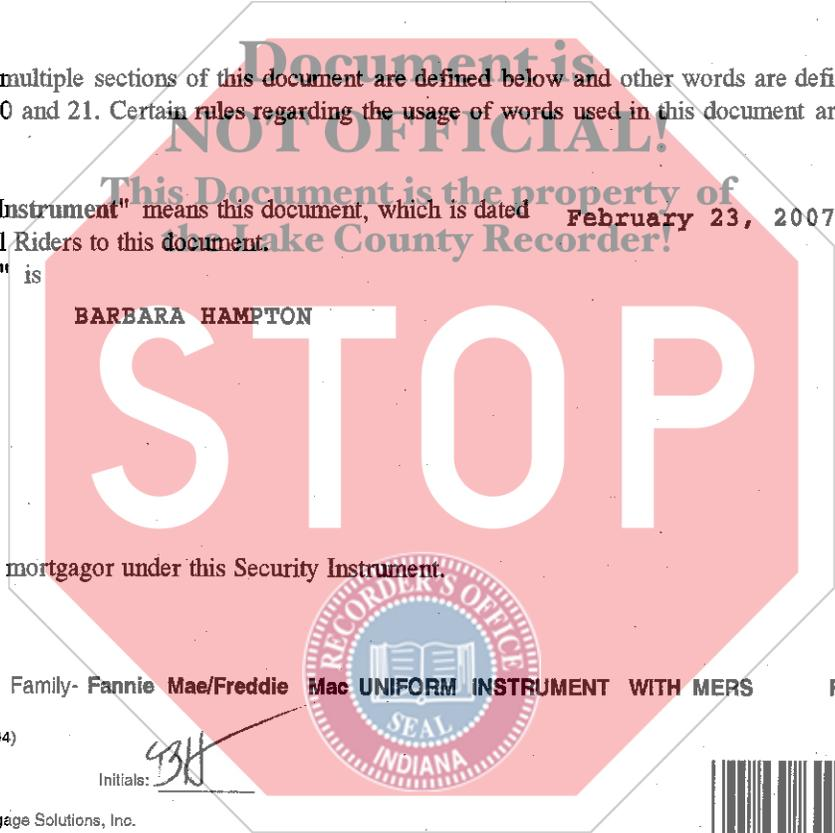 Document is
multiple sections of this document are defined below and other words are defi
0 and 21. Certain rules regarding the usage of words used in this document ar
NOT OFFICIAL!
This Document is the property of
Instrument" means this document, which is dated February 23, 2007
the Lake County Recorder!
l Riders to this document.
" is
BARBARA HAMPTON
STOP
mortgagor under this Security Instrument.
RECORDER'S OFFICE
SEAL
INDIANA
Family- Fannie Mae/Freddie Mac UNIFORM INSTRUMENT WITH MERS F
4)
Initials: BH
gage Solutions, Inc.